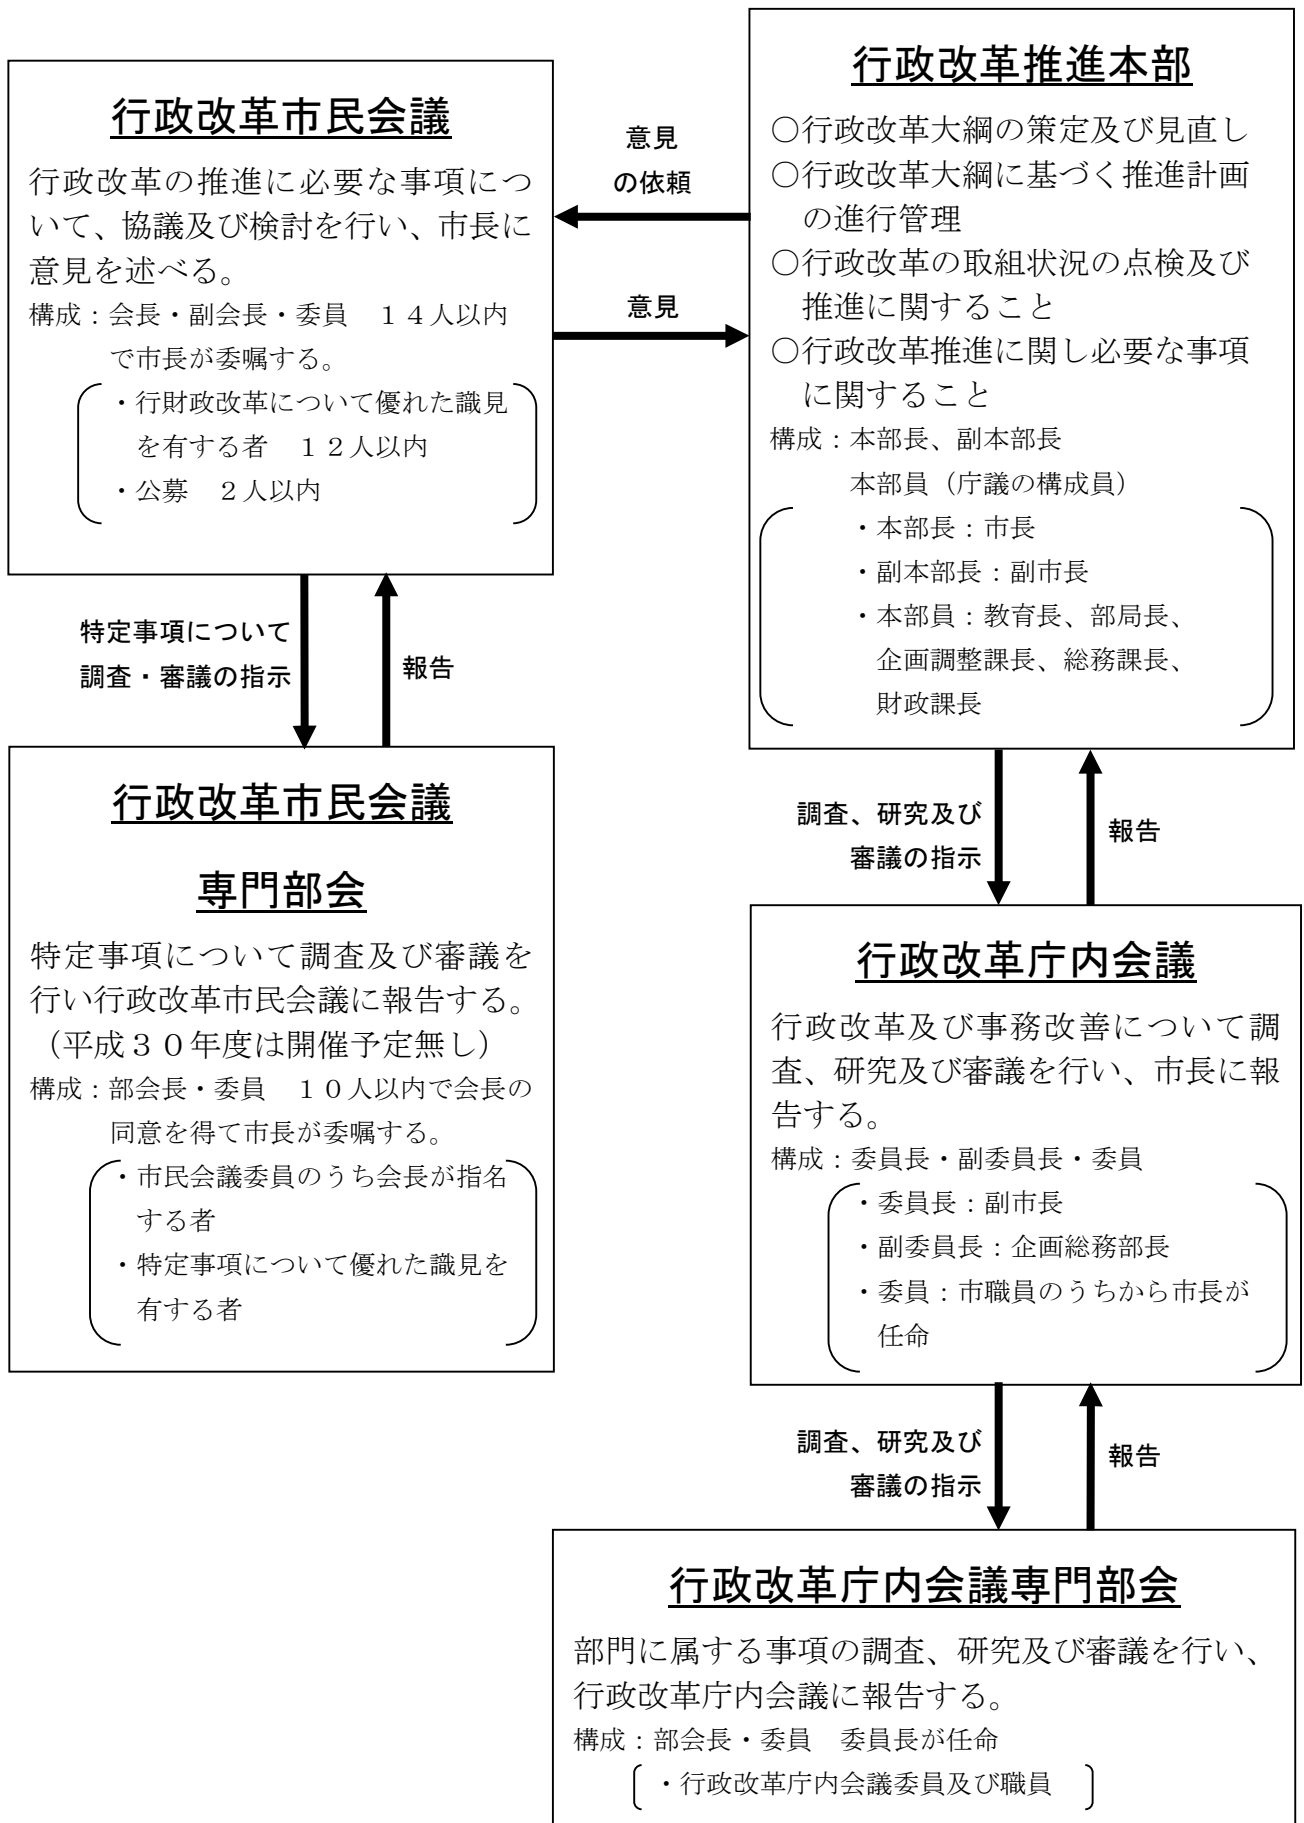 行政改革市民会議
行政改革の推進に必要な事項につ
いて、協議及び検討を行い、市長に
意見を述べる。
構成：会長・副会長・委員　１４人以内
で市長が委嘱する。
・行財政改革について優れた識見
を有する者　１２人以内
・公募　２人以内
意見
の依頼
意見
行政改革推進本部
○行政改革大綱の策定及び見直し
○行政改革大綱に基づく推進計画
の進行管理
○行政改革の取組状況の点検及び
推進に関すること
○行政改革推進に関し必要な事項
に関すること
構成：本部長、副本部長
本部員（庁議の構成員）
・本部長：市長
・副本部長：副市長
・本部員：教育長、部局長、
企画調整課長、総務課長、
財政課長
特定事項について
調査・審議の指示
報告
行政改革市民会議
専門部会
特定事項について調査及び審議を
行い行政改革市民会議に報告する。
（平成３０年度は開催予定無し）
構成：部会長・委員　１０人以内で会長の
同意を得て市長が委嘱する。
・市民会議委員のうち会長が指名
する者
・特定事項について優れた識見を
有する者
調査、研究及び
審議の指示
報告
行政改革庁内会議
行政改革及び事務改善について調
査、研究及び審議を行い、市長に報
告する。
構成：委員長・副委員長・委員
・委員長：副市長
・副委員長：企画総務部長
・委員：市職員のうちから市長が
任命
調査、研究及び
審議の指示
報告
行政改革庁内会議専門部会
部門に属する事項の調査、研究及び審議を行い、
行政改革庁内会議に報告する。
構成：部会長・委員　委員長が任命
・行政改革庁内会議委員及び職員